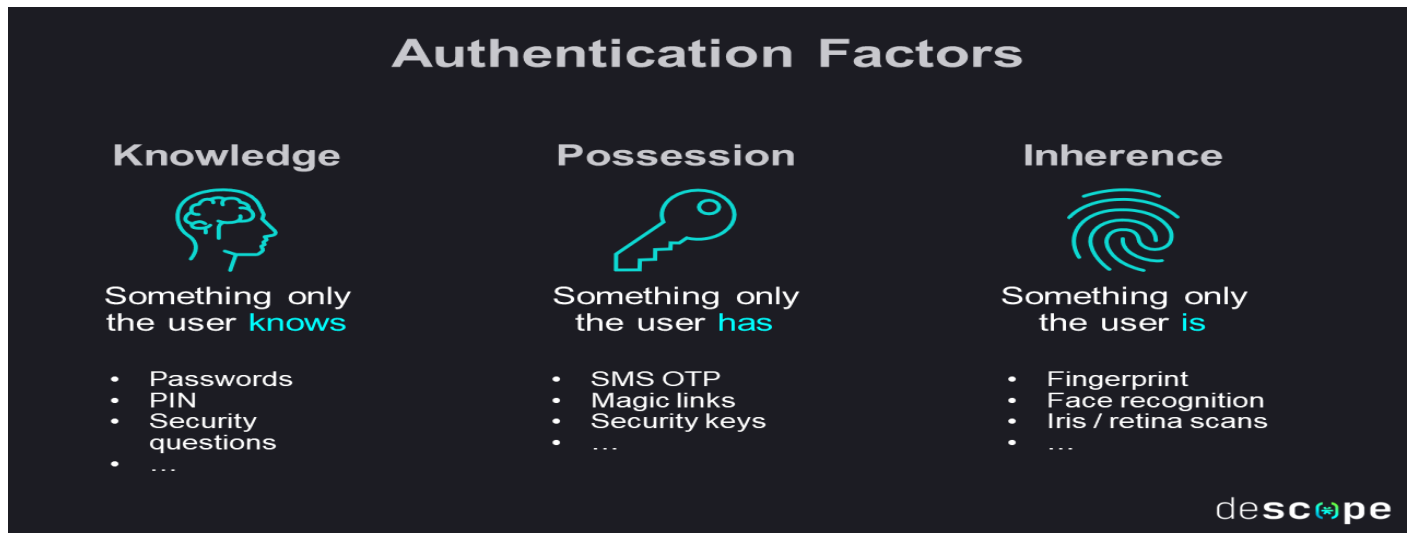 Authentication Factors
Knowledge
Something only
the user knows
• Passwords
• PIN
• Security
questions
• ...
Possession
Something only
the user has
• SMS OTP
• Magic links
• Security keys
• ...
Inherence
Something only
the user is
• Fingerprint
• Face recognition
• Iris / retina scans
• ...
descope